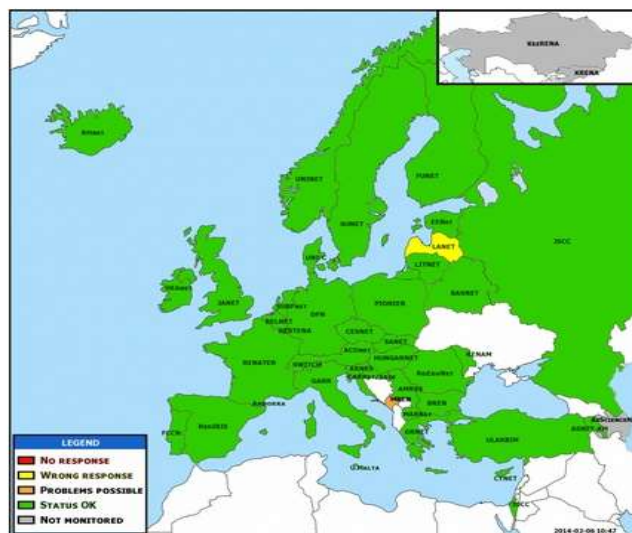 KazRENA
KRENA
RHnet
UNINET
FUNET
SUNET
EENet
JSCC
LANET
LITNET
UNI-C
HEAnet
JANET
SURFnet
BASNET
PIONIER
DFN
BELNET
RESTENA
CESNET
SANET
ACOnet
RENAM
HUNGARNET
RENATER
SWITCH
ARNES
RoEduNet
GARR
AMRES
MREN
BREN
Andorra
MARNet
FCCN
RedIRIS
GRNET
ULAKBIM
U.MALTA
CYNET
IUCC
LEGEND
NO RESPONSE
WRONG RESPONSE
PROBLEMS POSSIBLE
STATUS OK
NOT MONITORED
2014-02-06 10:47